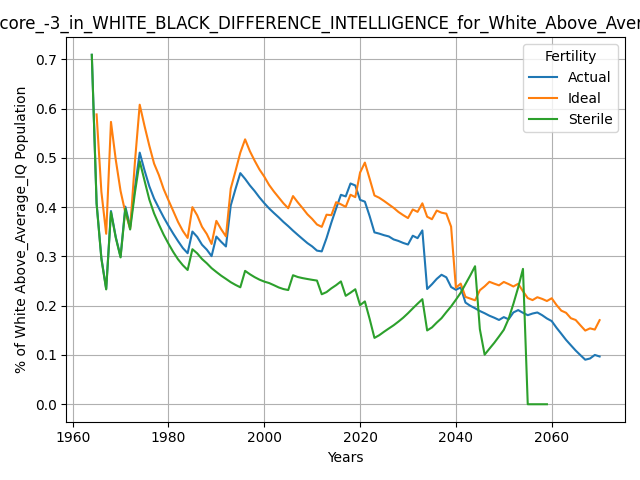 core_-3_in_WHITE_BLACK_DIFFERENCE_INTELLIGENCE_for_White_Above_Aver
Fertility
Actual
Ideal
Sterile
% of White Above_Average_IQ Population
0.7
0.6
0.5
0.4
0.3
0.2
0.1
0.0
1960 1980 2000 2020 2040 2060
Years